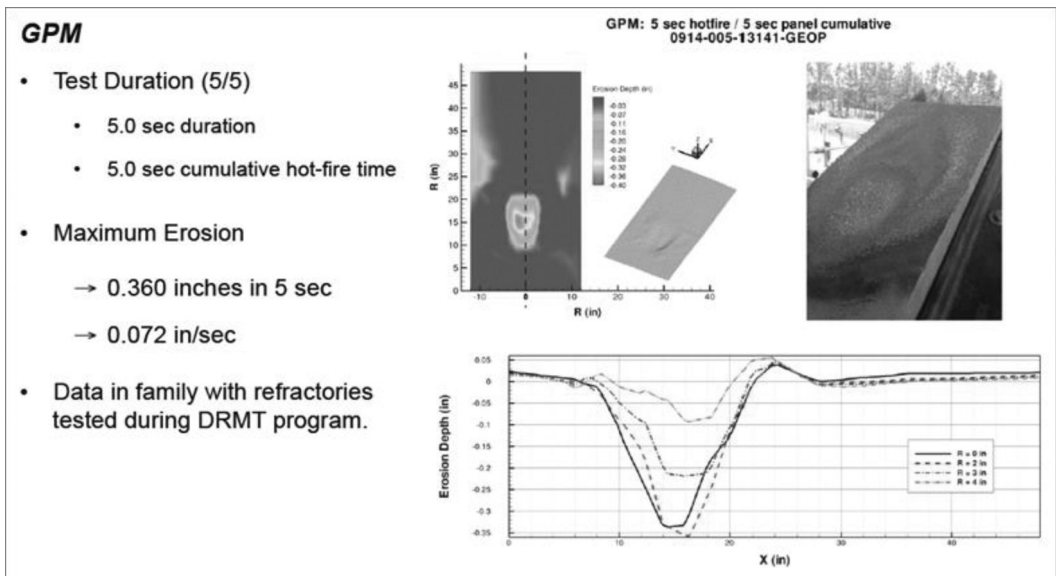 GPM
• Test Duration (5/5)
• 5.0 sec duration
• 5.0 sec cumulative hot-fire time
• Maximum Erosion
→ 0.360 inches in 5 sec
→ 0.072 in/sec
• Data in family with refractories
tested during DRMT program.
GPM: 5 sec hotfire / 5 sec panel cumulative
0914-005-13141-GEOP
R (in)
45
40
35
30
25
20
15
10
5
0
-10 0 10 20 30 40
R (in)
Erosion Depth (in)
-0.03
-0.07
-0.11
-0.16
-0.20
-0.24
-0.28
-0.32
-0.36
-0.40
Erosion Depth (in)
0.05
0
-0.05
-0.1
-0.15
-0.2
-0.25
-0.3
-0.35
0 10 20 30 40
X (in)
R = 0 in
R = 2 in
R = 3 in
R = 4 in